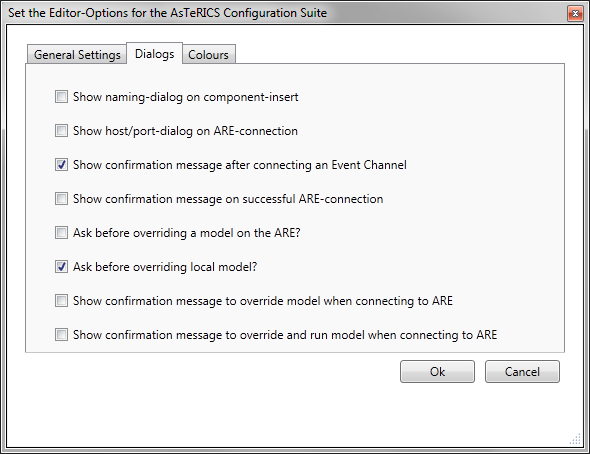 Set the Editor-Options for the AsTeRICS Configuration Suite
General Settings Dialogs Colours
Show naming-dialog on component-insert
Show host/port-dialog on ARE-connection
Show confirmation message after connecting an Event Channel
Show confirmation message on successful ARE-connection
Ask before overriding a model on the ARE?
Ask before overriding local model?
Show confirmation message to override model when connecting to ARE
Show confirmation message to override and run model when connecting to ARE
Ok Cancel